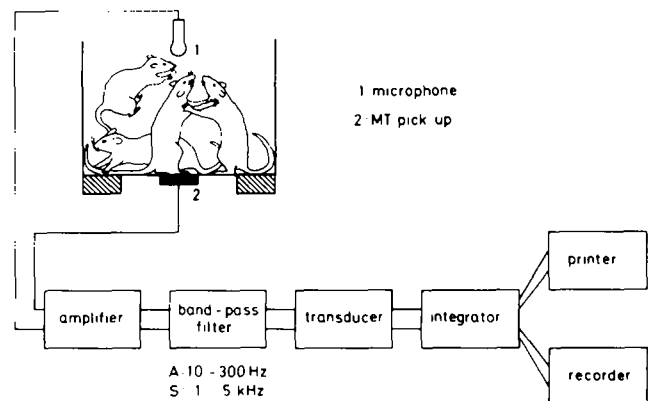 1
1 microphone
2 MT pick up
2
amplifier
band-pass
filter
transducer
integrator
printer
recorder
A: 10 - 300 Hz
S: 1 5 kHz